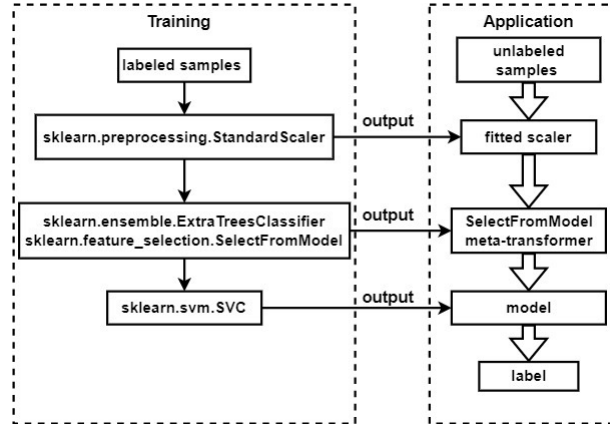 Training
labeled samples
sklearn.preprocessing.StandardScaler
sklearn.ensemble.ExtraTreesClassifier
sklearn.feature_selection.SelectFromModel
sklearn.svm.SVC
output
output
output
Application
unlabeled
samples
fitted scaler
SelectFromModel
meta-transformer
model
label